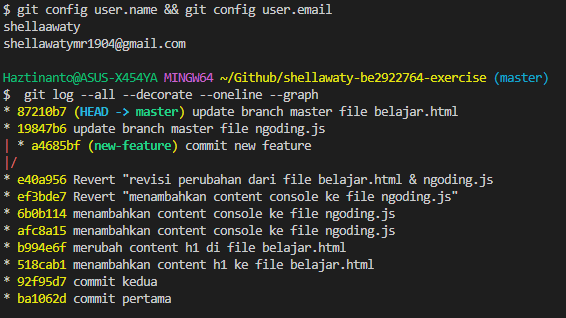 $ git config user.name && git config user.email
shellaawaty
shellawatymr1904@gmail.com
Haztinanto@ASUS-X454YA MINGW64 ~/Github/shellawaty-be2922764-exercise (master)
$  git log --all --decorate --oneline --graph
* 87210b7 (HEAD -> master) update branch master file belajar.html
* 19847b6 update branch master file ngoding.js
| * a4685bf (new-feature) commit new feature
|/
* e40a956 Revert "revisi perubahan dari file belajar.html & ngoding.js
* ef3bde7 Revert "menambahkan content console ke file ngoding.js"
* 6b0b114 menambahkan content console ke file ngoding.js
* afc8a15 menambahkan content console ke file ngoding.js
* b994e6f merubah content h1 di file belajar.html
* 518cab1 menambahkan content h1 ke file belajar.html
* 92f95d7 commit kedua
* ba1062d commit pertama